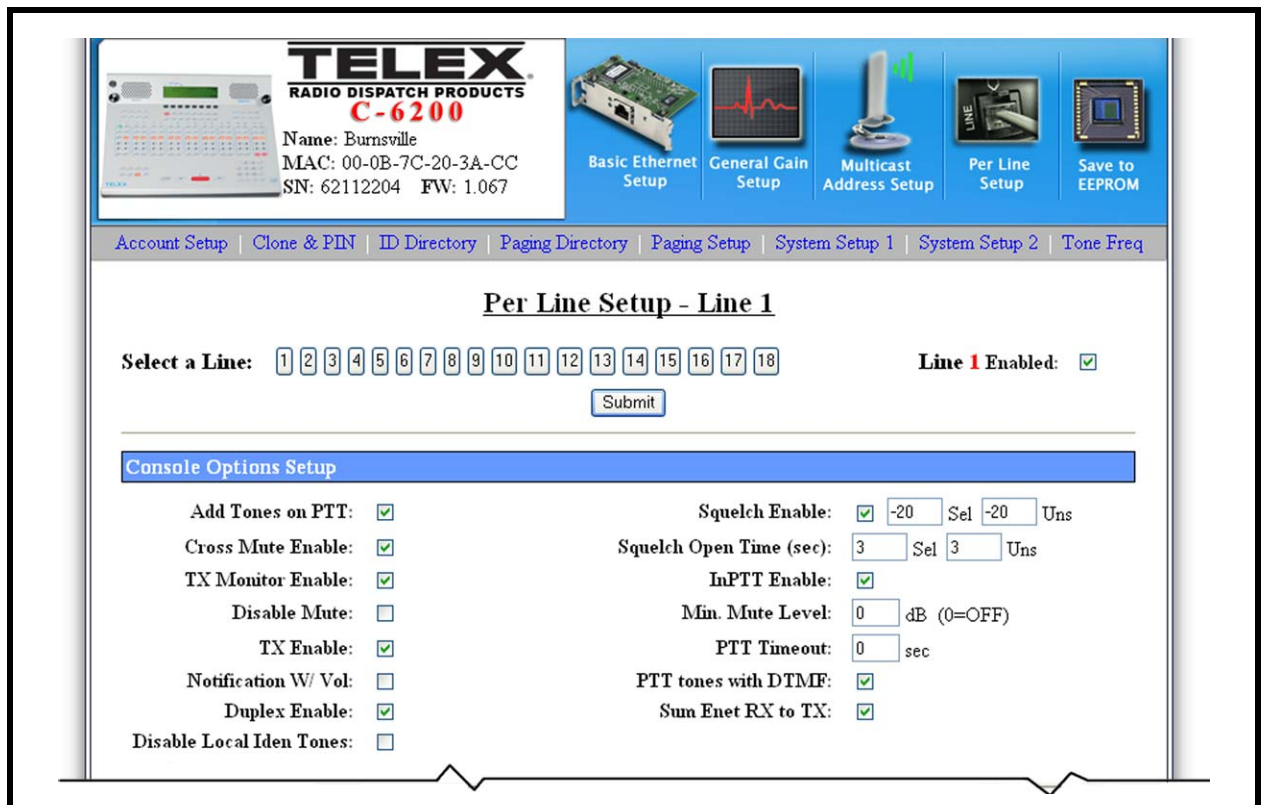 TELEX
RADIO DISPATCH PRODUCTS
C-6200
Name: Burnsville
MAC: 00-0B-7C-20-3A-CC
SN: 62112204 FW: 1.067
Basic Ethernet Setup
General Gain Setup
Multicast Address Setup
LINE
Per Line Setup
Save to EEPROM
TELEX
Account Setup | Clone & PIN | ID Directory | Paging Directory | Paging Setup | System Setup 1 | System Setup 2 | Tone Freq
Per Line Setup - Line 1
Select a Line: 1 2 3 4 5 6 7 8 9 10 11 12 13 14 15 16 17 18 Line 1 Enabled:
Submit
Console Options Setup
Add Tones on PTT: Squelch Enable: -20 Sel -20 Uns
Cross Mute Enable: Squelch Open Time (sec): 3 Sel 3 Uns
TX Monitor Enable: InPTT Enable:
Disable Mute: Min. Mute Level: 0 dB (0=OFF)
TX Enable: PTT Timeout: 0 sec
Notification W/ Vol: PTT tones with DTMF:
Duplex Enable: Sum Enet RX to TX:
Disable Local Iden Tones: